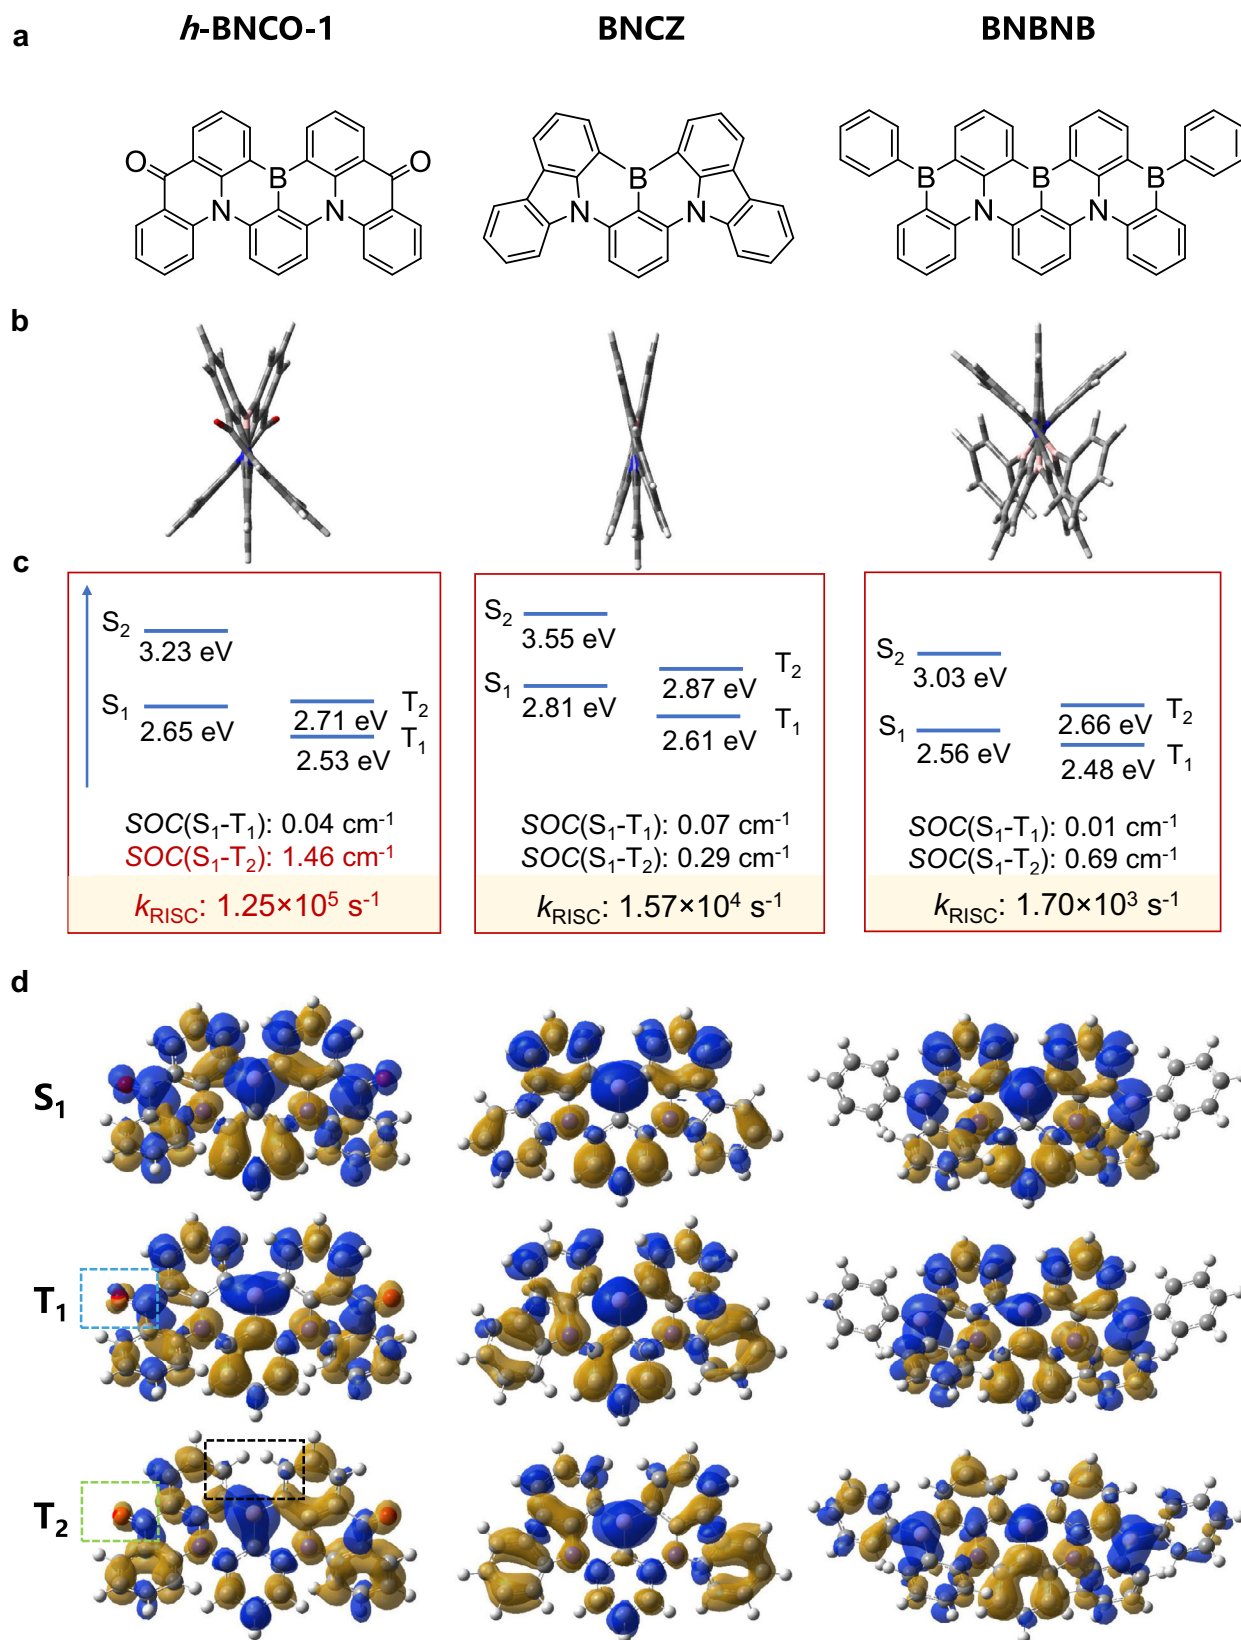 a
h-BNCO-1
BNCZ
BNBNB
O
B
O
N
N
B
N
N
B
B
B
N
N
b
c
S2
3.23 eV
S1
2.65 eV
T2
2.71 eV
T1
2.53 eV
SOC(S1-T1): 0.04 cm-1
SOC(S1-T2): 1.46 cm-1
kRISC: 1.25×10^5 s-1
S2
3.55 eV
S1
2.81 eV
T2
2.87 eV
T1
2.61 eV
SOC(S1-T1): 0.07 cm-1
SOC(S1-T2): 0.29 cm-1
kRISC: 1.57×10^4 s-1
S2
3.03 eV
S1
2.56 eV
T2
2.66 eV
T1
2.48 eV
SOC(S1-T1): 0.01 cm-1
SOC(S1-T2): 0.69 cm-1
kRISC: 1.70×10^3 s-1
d
S1
T1
T2